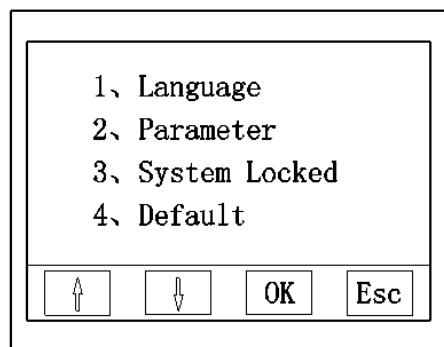 1、Language
2、Parameter
3、System Locked
4、Default
⇧ ⇩ OK Esc